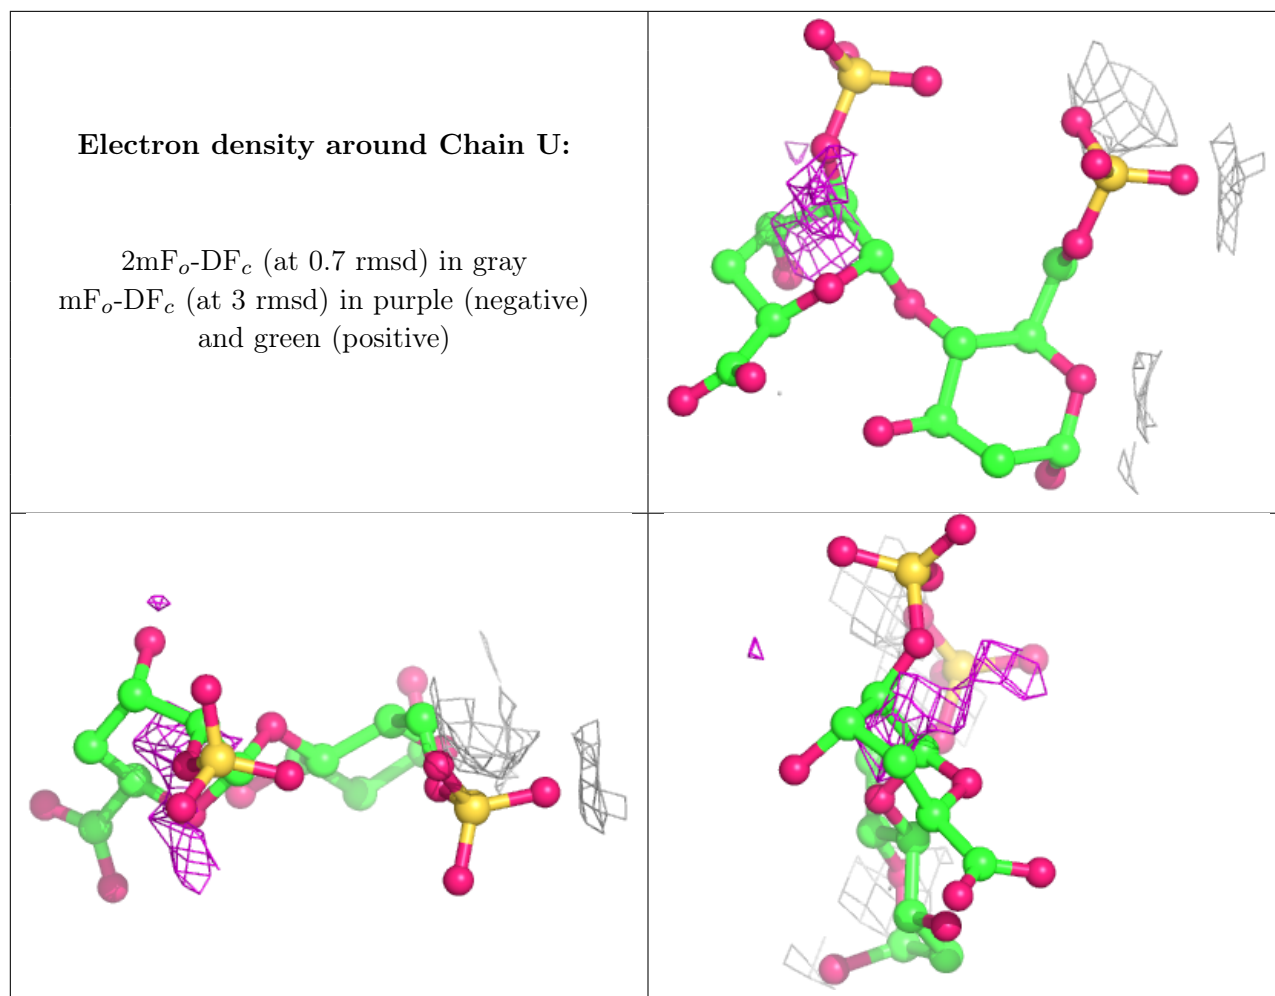 Electron density around Chain U:
2mFₒ-DF𝒸 (at 0.7 rmsd) in gray
mFₒ-DF𝒸 (at 3 rmsd) in purple (negative)
and green (positive)